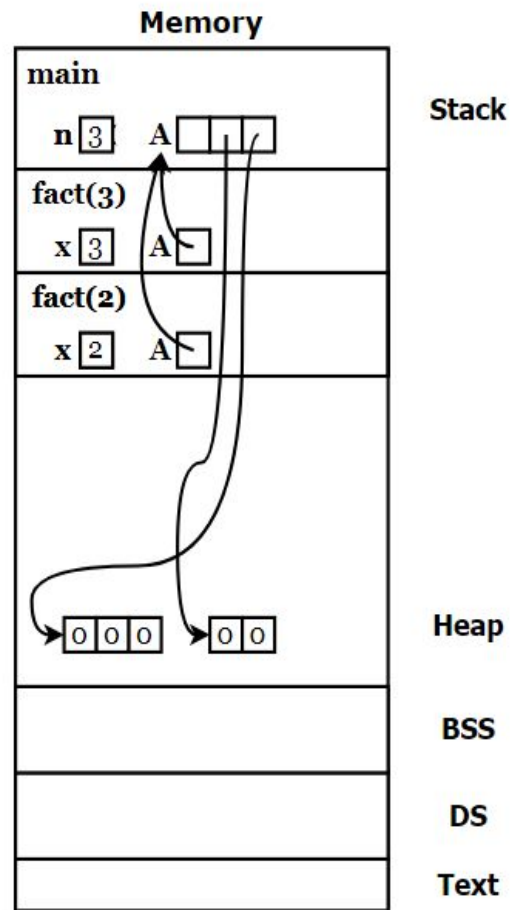 Memory
main
Stack
n 3 A
fact(3)
x 3 A
fact(2)
x 2 A
0 0 0 0 0
Heap
BSS
DS
Text